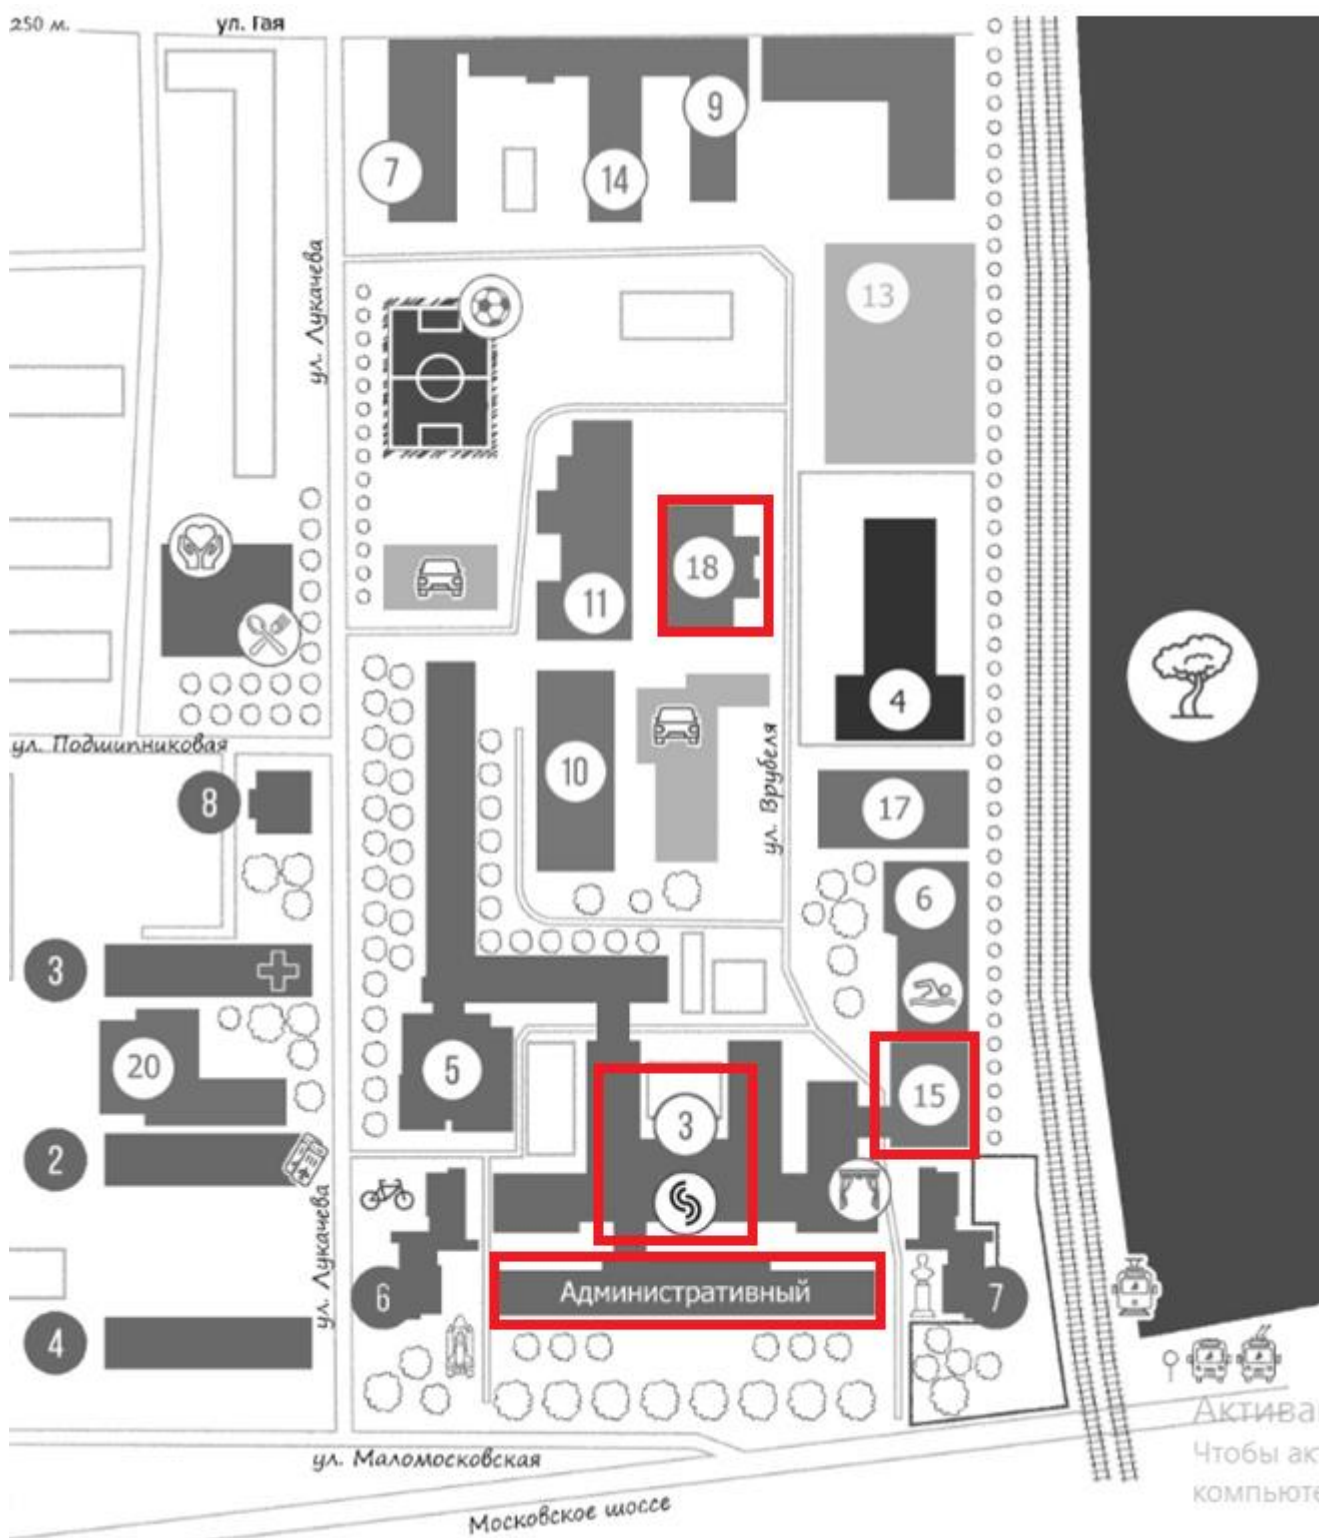 250 м.
ул. Гая
9
7
14
ул. Лукачева
13
18
11
4
ул. Подшипниковая
8
10
ул. Врубеля
17
6
3
20
5
15
3
2
ул. Лукачева
6
Административный
7
4
ул. Маломосковская
Московское шоссе
Актива
Чтобы ак
компьюте